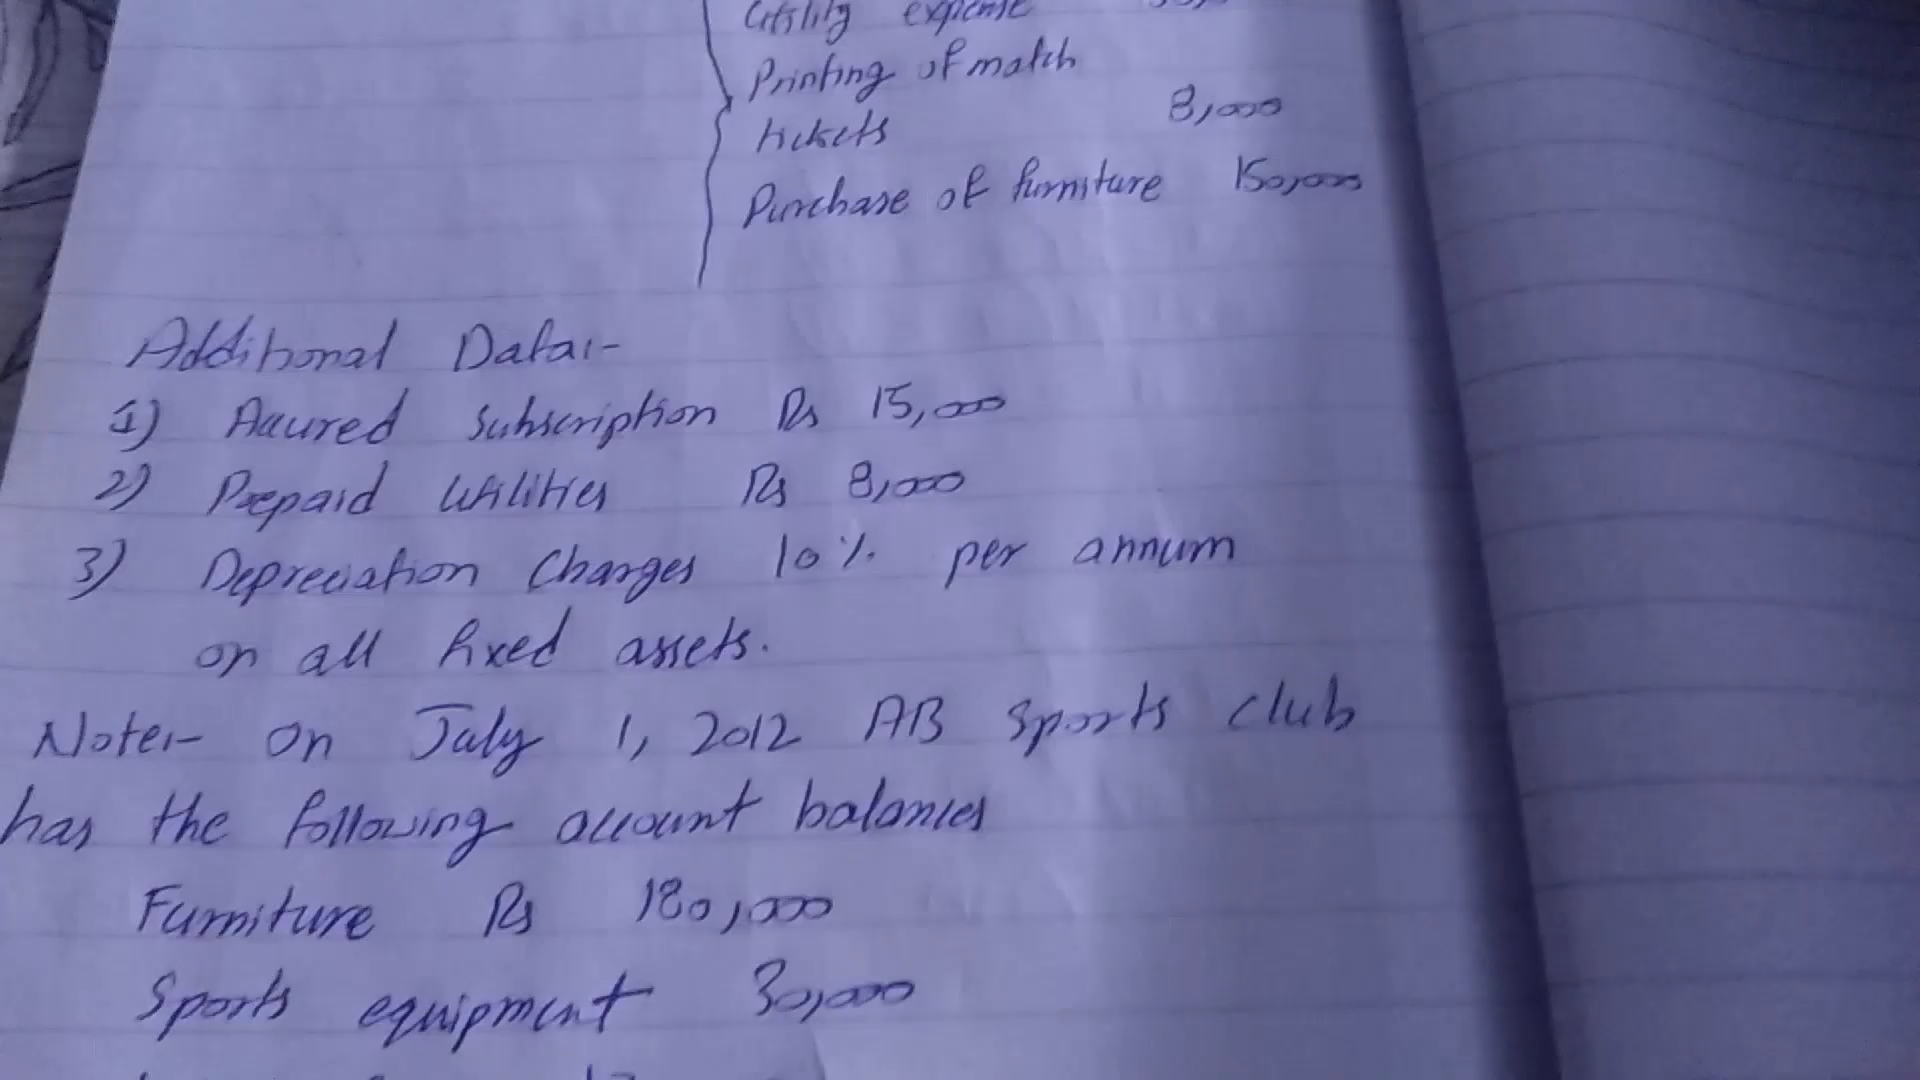 Utility expense
Printing of match
tickets 8,000
Purchase of furniture 150,000
Additional Data:-
1) Accured subscription Rs 15,000
2) Prepaid utilities Rs 8,000
3) Depreciation Charges 10% per annum
on all fixed assets.
Note:- On July 1, 2012 AB sports club
has the following account balances
Furniture Rs 180,000
Sports equipment 30,000